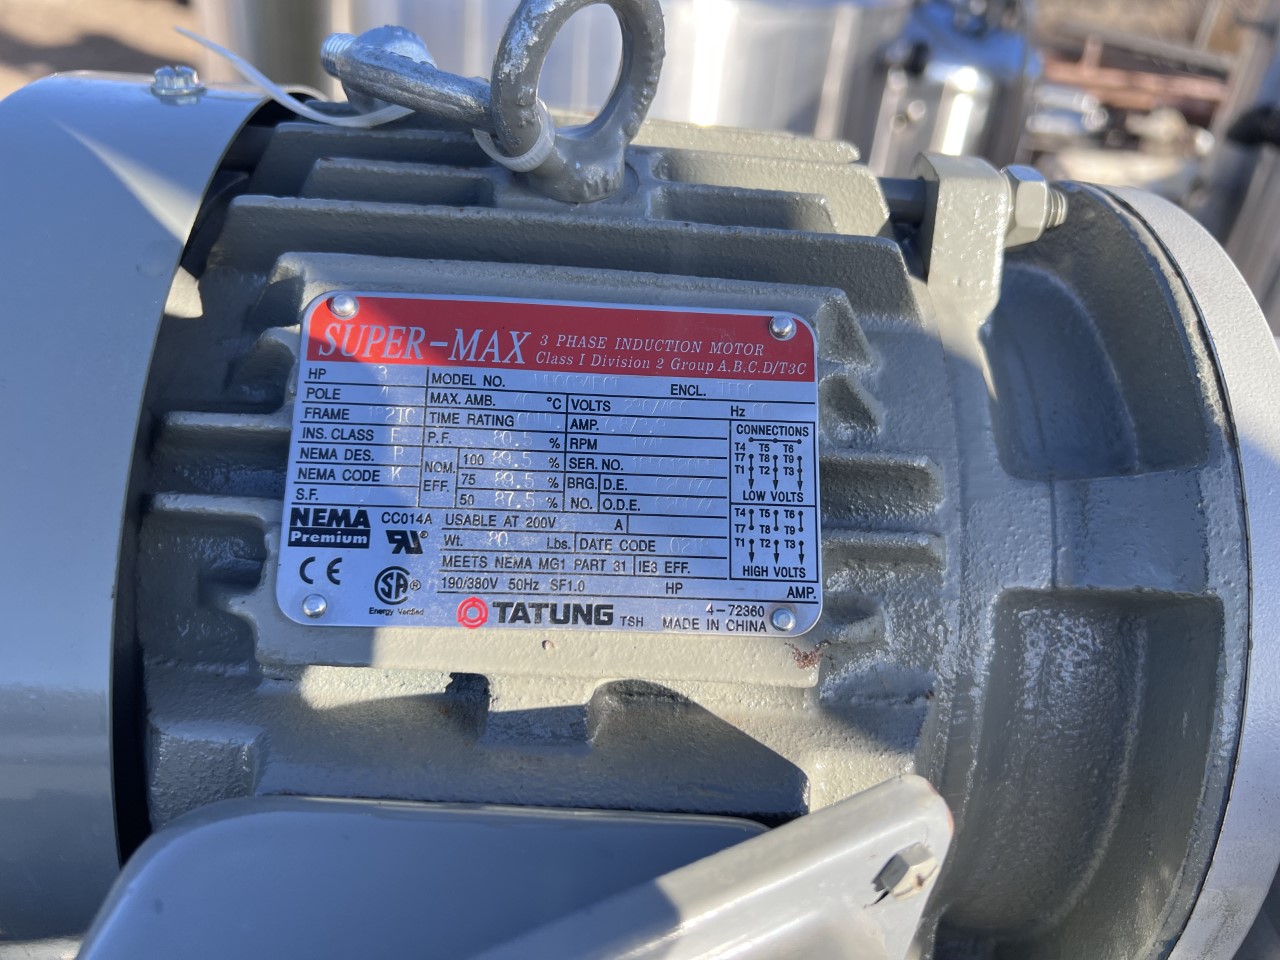 SUPER-MAX 3 PHASE INDUCTION MOTOR
Class I Division 2 Group A,B,C,D/T3C
HP 3 MODEL NO. ENCL.
POLE MAX. AMB. °C VOLTS Hz
FRAME TIME RATING AMP. CONNECTIONS
INS. CLASS F P.F. 80.5 % RPM
NEMA DES. B NOM. EFF. 100 89.5 % SER. NO.
NEMA CODE K 75 89.5 % BRG. NO. D.E.
S.F. 50 87.5 % O.D.E.
T4 T5 T6
T7 T8 T9
T1 T2 T3
LOW VOLTS
T4 T5 T6
T7 T8 T9
T1 T2 T3
HIGH VOLTS
NEMA Premium
CC014A
USABLE AT 200V A
Wt. 80 Lbs. DATE CODE
MEETS NEMA MG1 PART 31 IE3 EFF.
190/380V 50Hz SF1.0 HP AMP.
CE
SA ®
Energy Verified
TATUNG TSH 4-72360
MADE IN CHINA